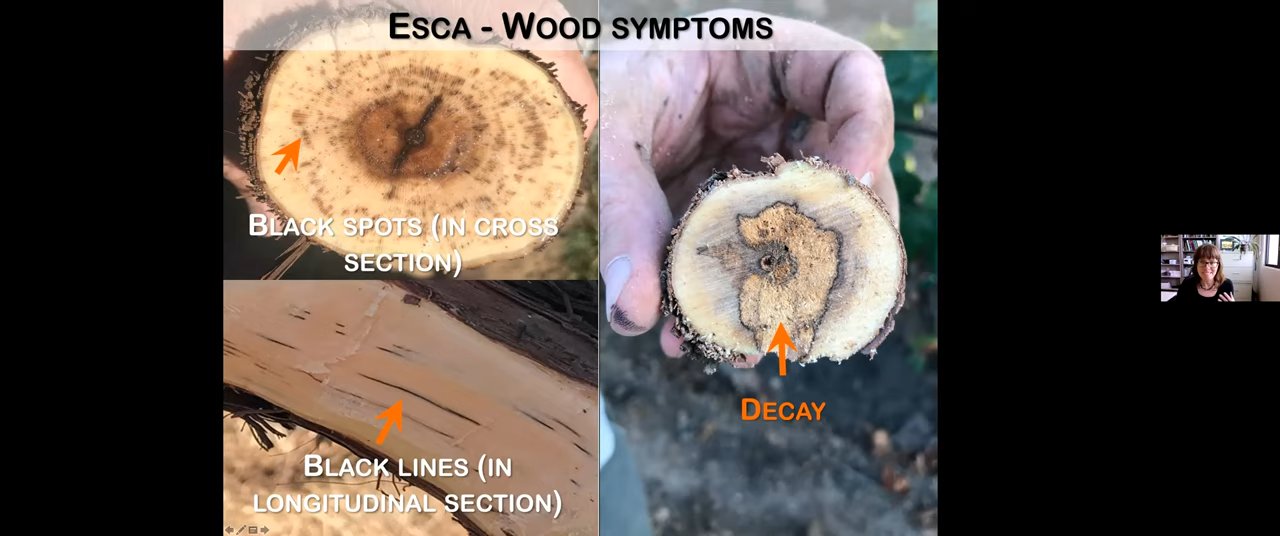 ESCA - WOOD SYMPTOMS
BLACK SPOTS (IN CROSS
SECTION)
BLACK LINES (IN
LONGITUDINAL SECTION)
DECAY